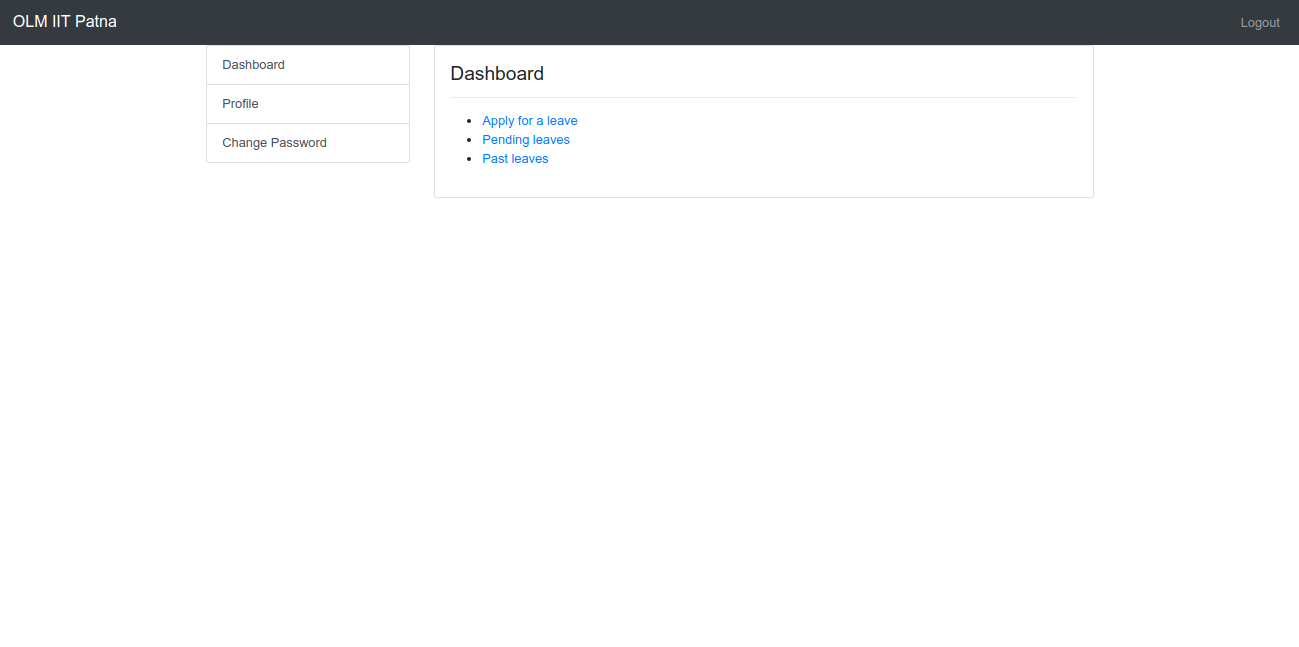 OLM IIT Patna
Logout
Dashboard
Profile
Change Password
Dashboard
Apply for a leave
Pending leaves
Past leaves